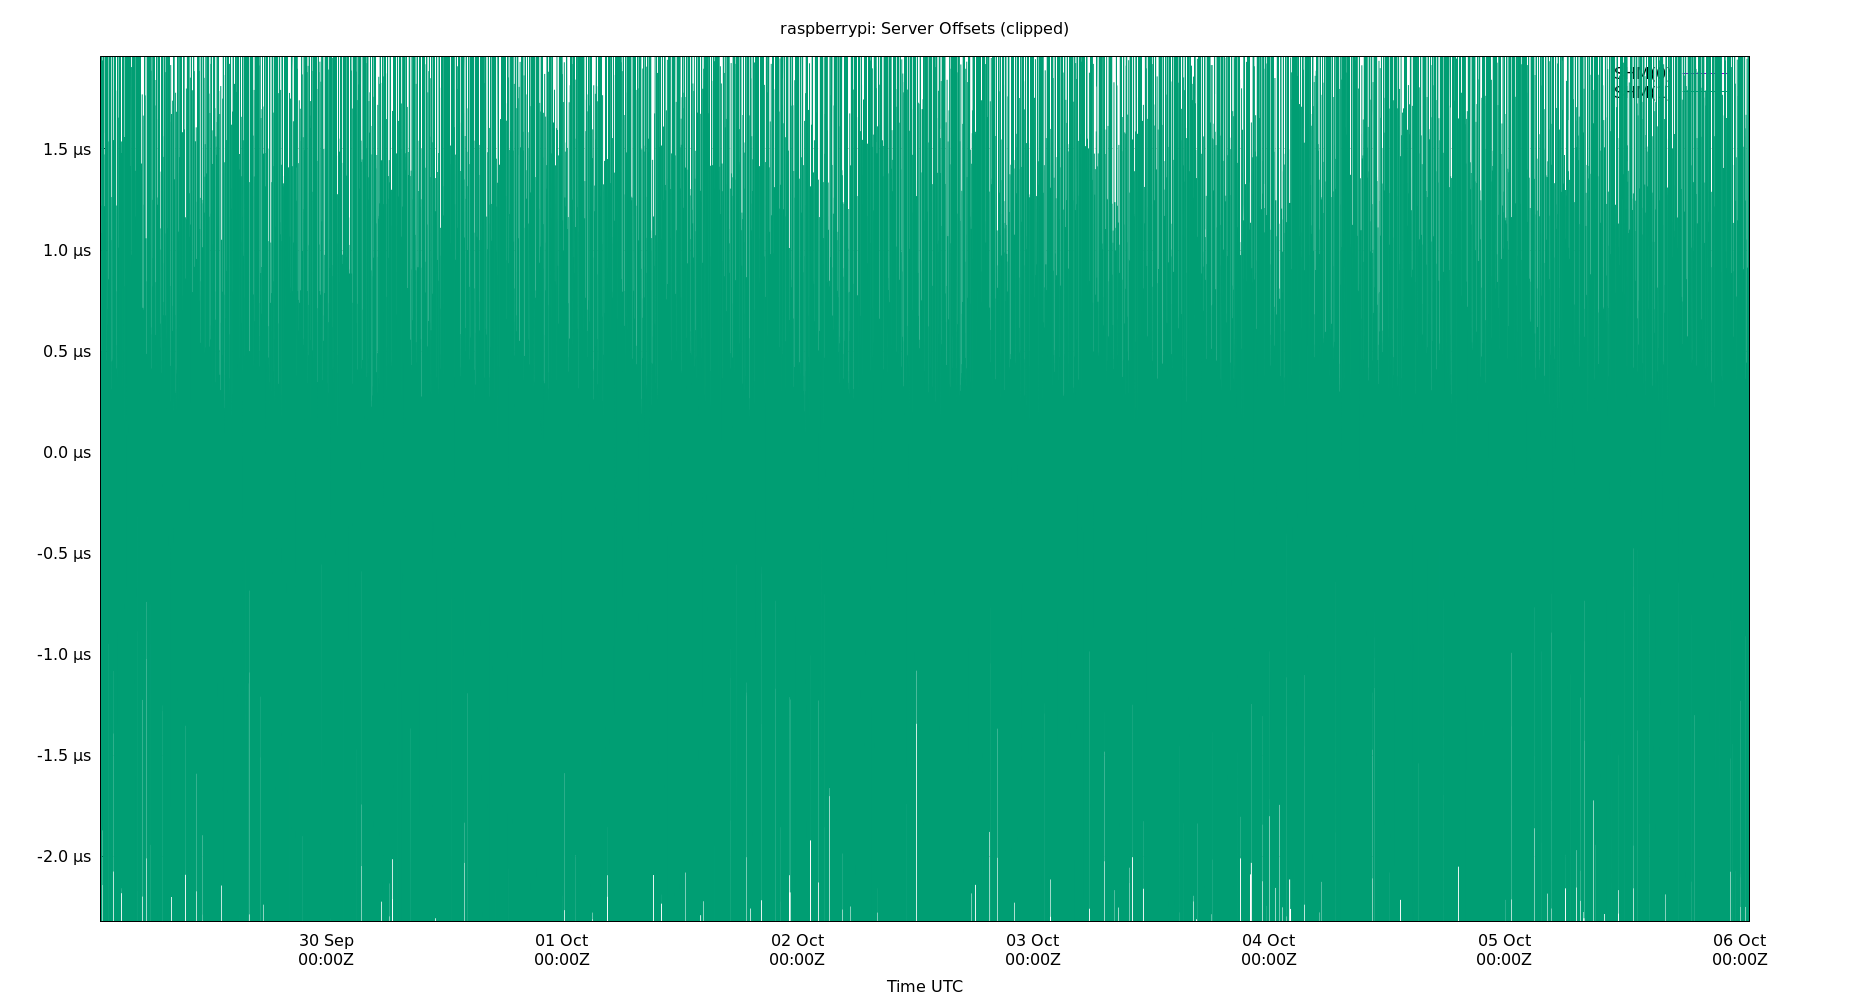 raspberrypi: Server Offsets (clipped)
SHM(0)
1.5 µs
1.0 µs
0.5 µs
0.0 µs
-0.5 µs
-1.0 µs
-1.5 µs
-2.0 µs
30 Sep 01 Oct 02 Oct 03 Oct 04 Oct 05 Oct 06 Oct
00:00Z 00:00Z 00:00Z 00:00Z 00:00Z 00:00Z 00:00Z
Time UTC